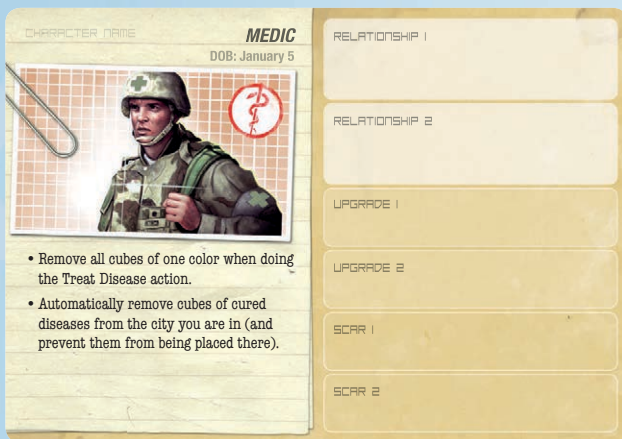 CHARACTER NAME
MEDIC
DOB: January 5
• Remove all cubes of one color when doing
the Treat Disease action.
• Automatically remove cubes of cured
diseases from the city you are in (and
prevent them from being placed there).
RELATIONSHIP 1
RELATIONSHIP 2
UPGRADE 1
UPGRADE 2
SCAR 1
SCAR 2